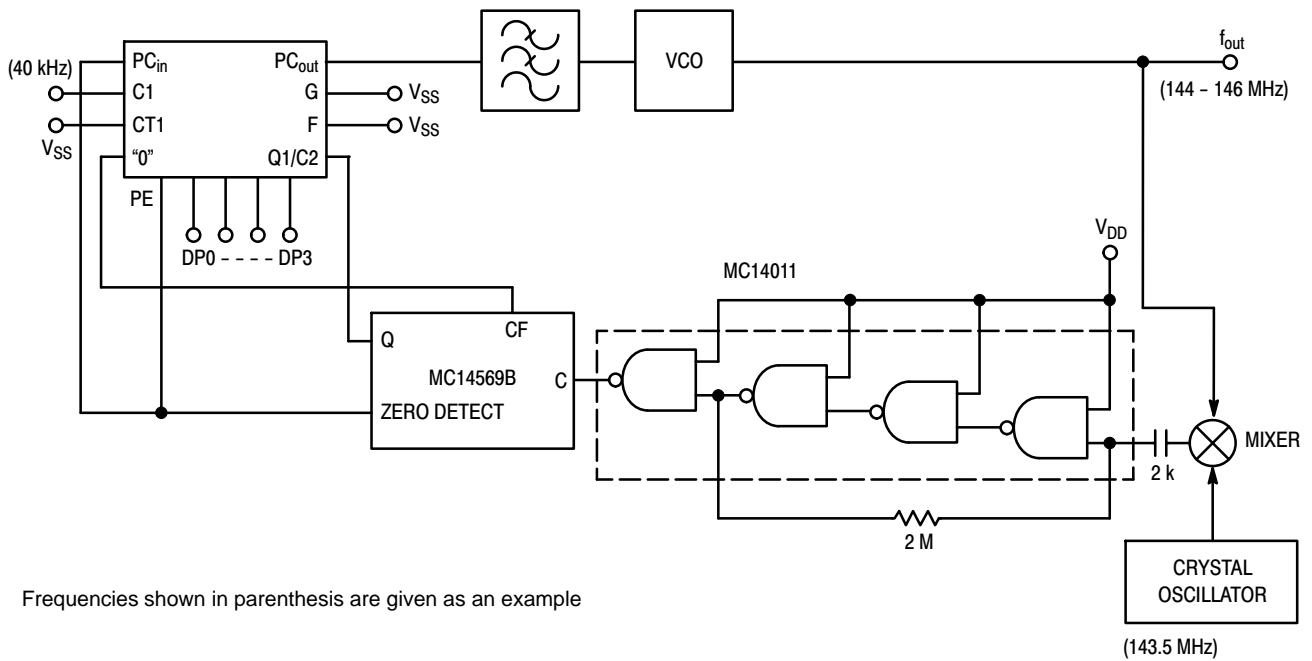 f_out
(144 – 146 MHz)
VCO
(40 kHz)
PC_in PC_out
C1 G V_SS
CT1 F V_SS
V_SS
“0” Q1/C2
PE
DP0 – – – – DP3
V_DD
MC14011
CF
Q
MC14569B C
ZERO DETECT
MIXER
2 k
2 M
CRYSTAL
OSCILLATOR
(143.5 MHz)
Frequencies shown in parenthesis are given as an example